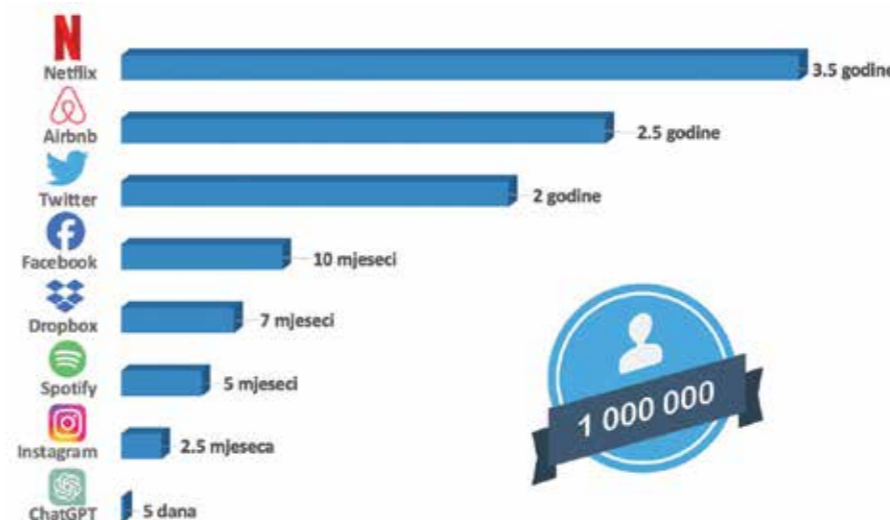 N
Netflix
3.5 godine
Airbnb
2.5 godine
Twitter
2 godine
Facebook
10 mjeseci
Dropbox
7 mjeseci
Spotify
5 mjeseci
Instagram
2.5 mjeseca
ChatGPT
5 dana
1 000 000